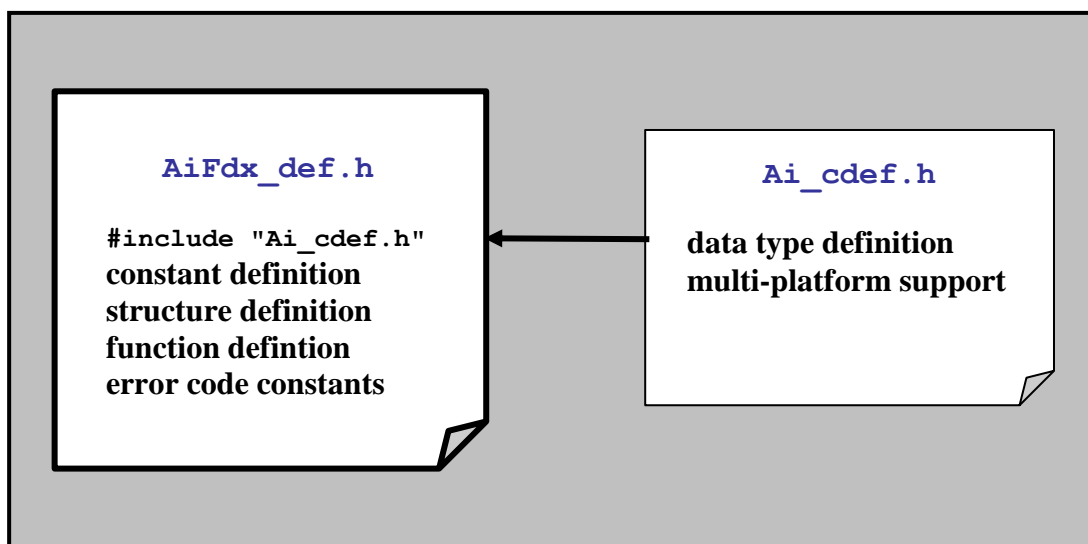 AiFdx_def.h
#include "Ai_cdef.h"
constant definition
structure definition
function defintion
error code constants
Ai_cdef.h
data type definition
multi-platform support